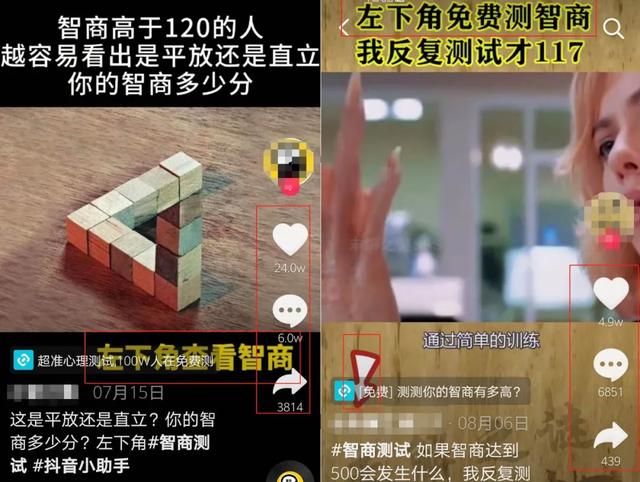 智商高于120的人
越容易看出是平放还是直立
你的智商多少分
24.0w
6.0w
左下角查看智商
超准心理测试 100W人在免费测
3814
07月15日
这是平放还是直立?你的智
商多少分?左下角#智商测
试 #抖音小助手
左下角免费测智商
我反复测试才117
4.9w
通过简单的训练
6851
[免费] 测测你的智商有多高?
08月06日
439
#智商测试 如果智商达到
500会发生什么,我反复测